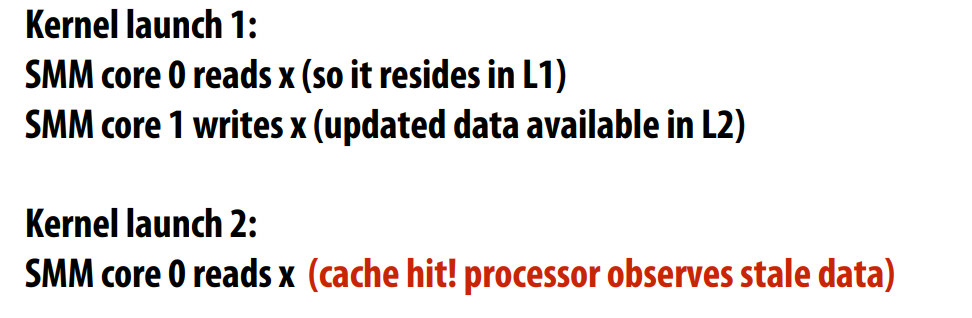 Kernel launch 1:
SMM core 0 reads x (so it resides in L1)
SMM core 1 writes x (updated data available in L2)
Kernel launch 2:
SMM core 0 reads x (cache hit! processor observes stale data)